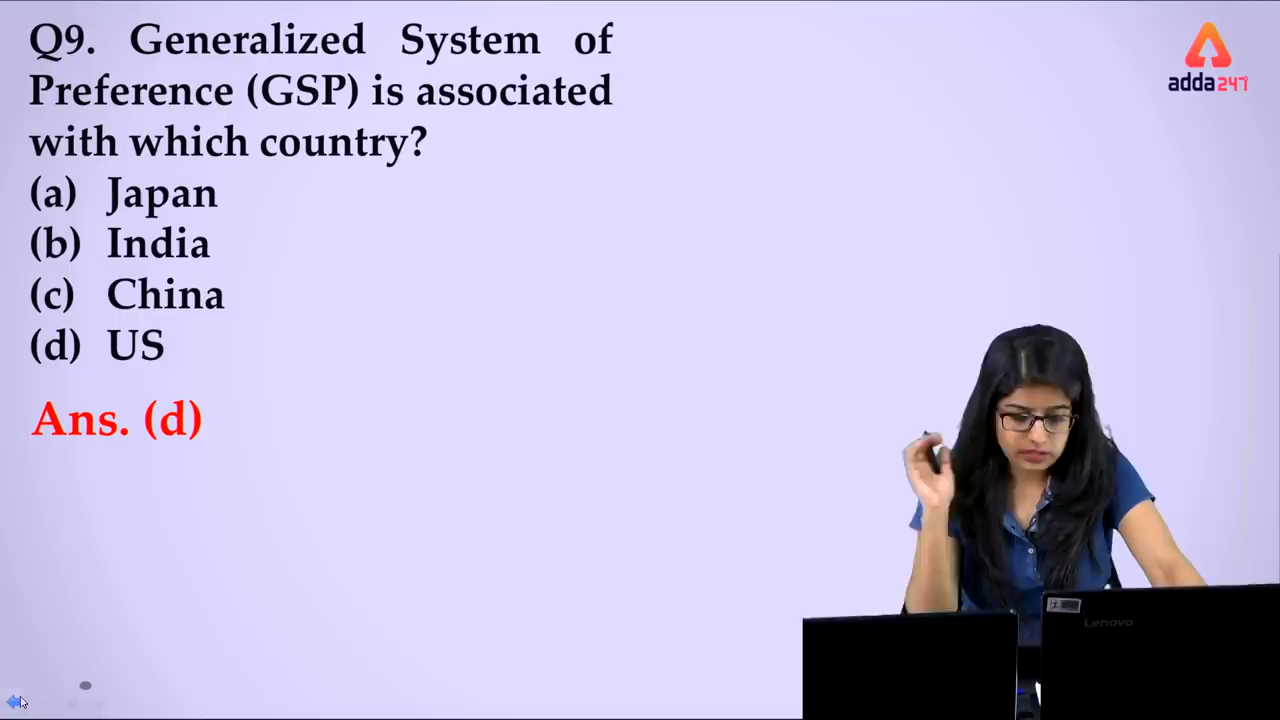 Q9. Generalized System of
Preference (GSP) is associated
with which country?
(a) Japan
(b) India
(c) China
(d) US
Ans. (d)
adda247
Lenovo